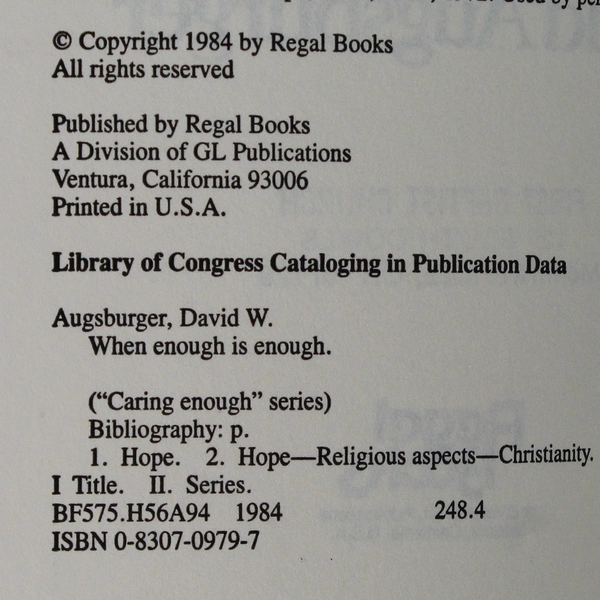 Used by
© Copyright 1984 by Regal Books
All rights reserved
Published by Regal Books
A Division of GL Publications
Ventura, California 93006
Printed in U.S.A.
Library of Congress Cataloging in Publication Data
Augsburger, David W.
When enough is enough.
(“Caring enough” series)
Bibliography: p.
1. Hope. 2. Hope—Religious aspects—Christianity.
I Title. II. Series.
BF575.H56A94 1984 248.4
ISBN 0-8307-0979-7